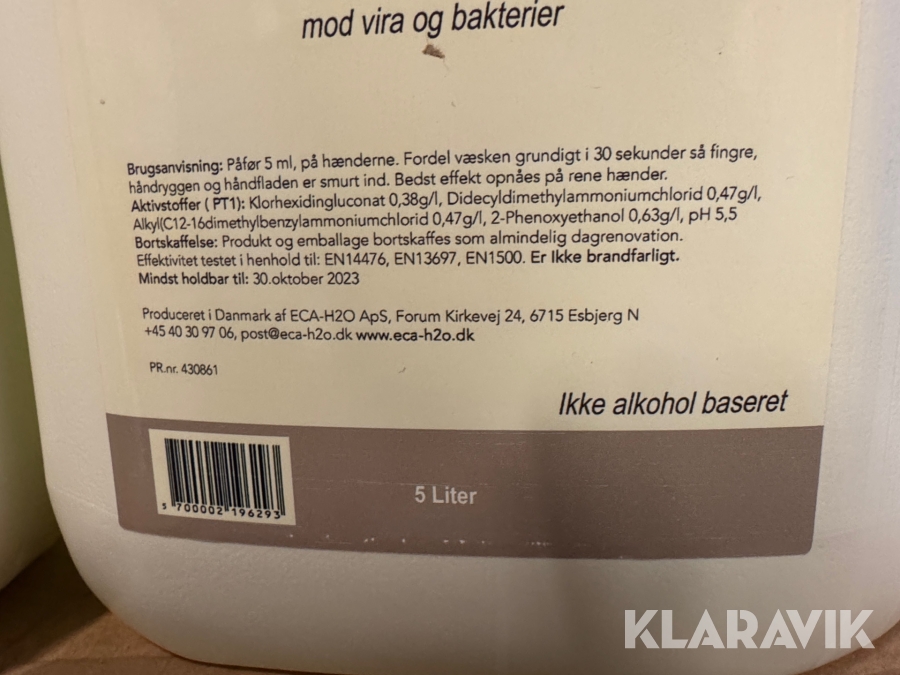 mod vira og bakterier
Brugsanvisning: Påfør 5 ml, på hænderne. Fordel væsken grundigt i 30 sekunder så fingre,
håndryggen og håndfladen er smurt ind. Bedst effekt opnåes på rene hænder.
Aktivstoffer ( PT1): Klorhexidingluconat 0,38g/l, Didecyldimethylammoniumchlorid 0,47g/l,
Alkyl(C12-16dimethylbenzylammoniumchlorid 0,47g/l, 2-Phenoxyethanol 0,63g/l, pH 5,5
Bortskaffelse: Produkt og emballage bortskaffes som almindelig dagrenovation.
Effektivitet testet i henhold til: EN14476, EN13697, EN1500. Er Ikke brandfarligt.
Mindst holdbar til: 30.oktober 2023
Produceret i Danmark af ECA-H2O ApS, Forum Kirkevej 24, 6715 Esbjerg N
+45 40 30 97 06, post@eca-h2o.dk www.eca-h2o.dk
PR.nr. 430861
Ikke alkohol baseret
5 Liter
5 700002 196293
KLARAVIK